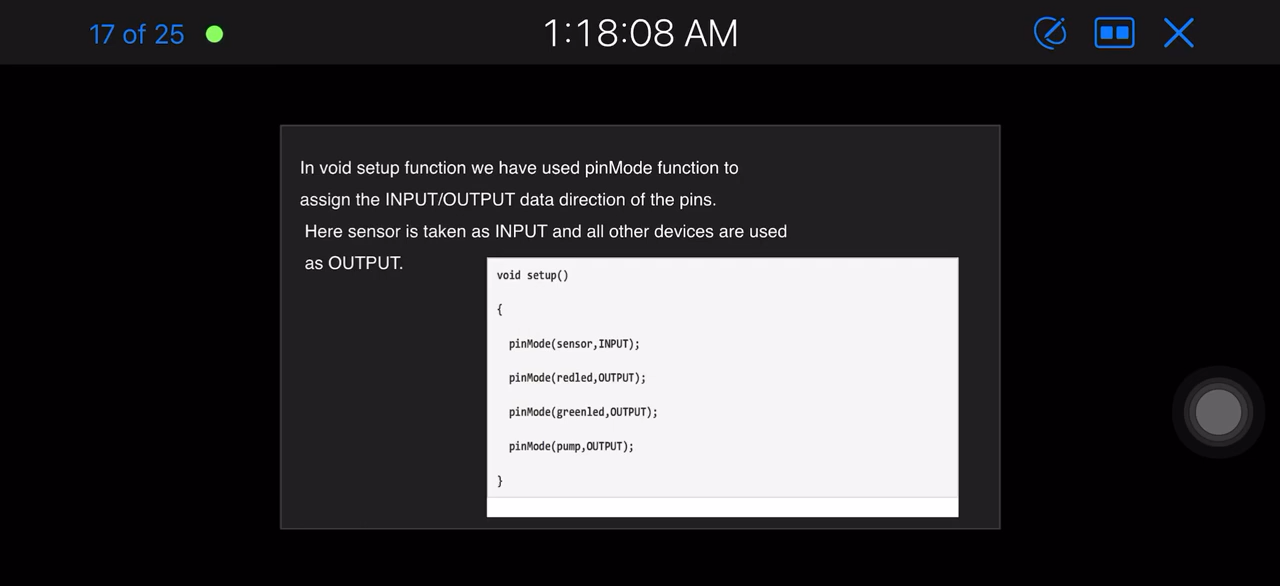 17 of 25
1:18:08 AM
In void setup function we have used pinMode function to
assign the INPUT/OUTPUT data direction of the pins.
Here sensor is taken as INPUT and all other devices are used
as OUTPUT.
void setup()
{
pinMode(sensor,INPUT);
pinMode(redled,OUTPUT);
pinMode(greenled,OUTPUT);
pinMode(pump,OUTPUT);
}